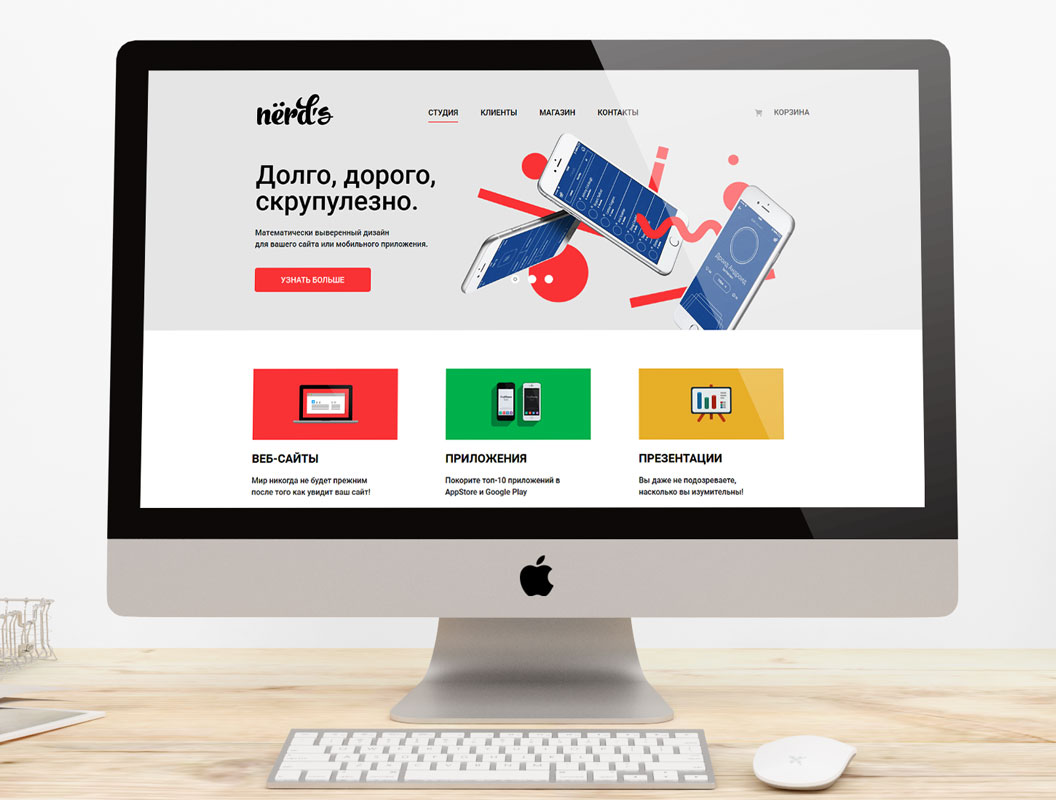 nёrd's
СТУДИЯ КЛИЕНТЫ МАГАЗИН КОНТАКТЫ КОРЗИНА
Долго, дорого,
скрупулезно.
Математически выверенный дизайн
для вашего сайта или мобильного приложения.
УЗНАТЬ БОЛЬШЕ
ВЕБ-САЙТЫ ПРИЛОЖЕНИЯ ПРЕЗЕНТАЦИИ
Мир никогда не будет прежним Покорите топ-10 приложений в Вы даже не подозреваете,
после того как увидит ваш сайт! AppStore и Google Play насколько вы изумительны!